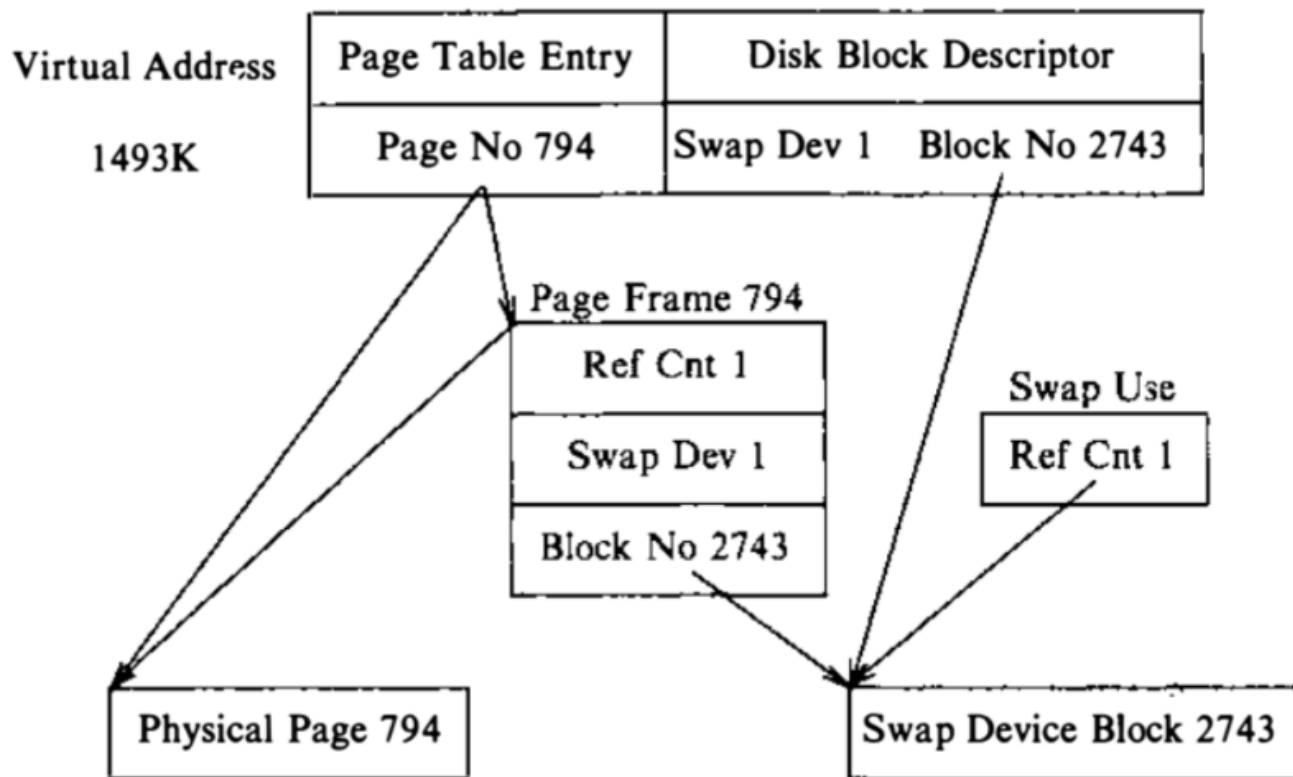 Virtual Address
Page Table Entry
Disk Block Descriptor
1493K
Page No 794
Swap Dev 1 Block No 2743
Page Frame 794
Ref Cnt 1
Swap Use
Swap Dev 1
Ref Cnt 1
Block No 2743
Physical Page 794
Swap Device Block 2743